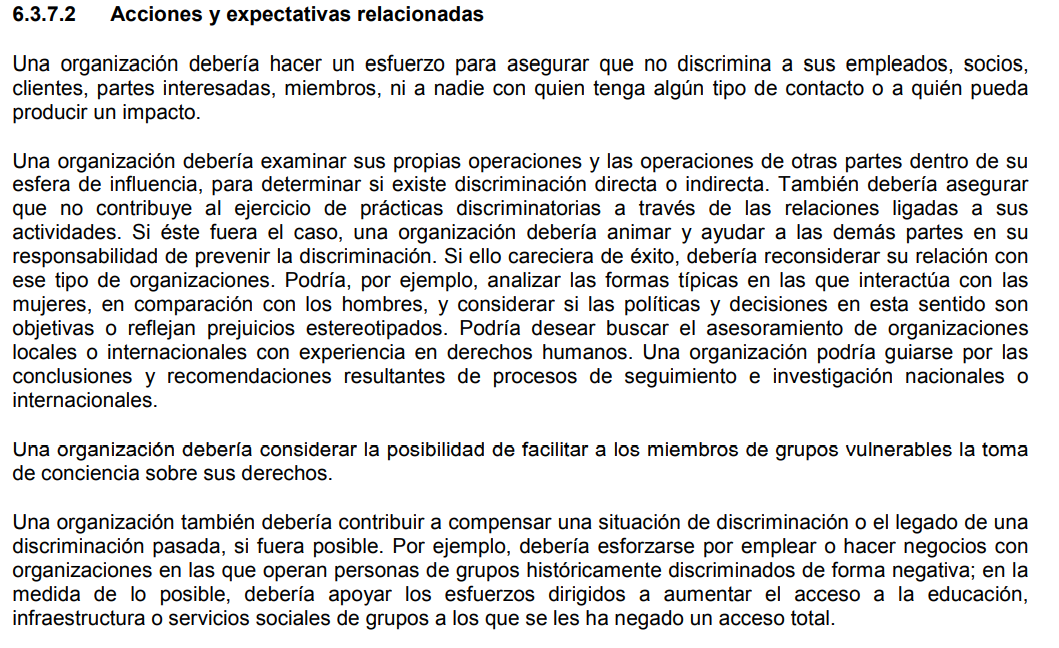 6.3.7.2 Acciones y expectativas relacionadas
Una organización debería hacer un esfuerzo para asegurar que no discrimina a sus empleados, socios,
clientes, partes interesadas, miembros, ni a nadie con quien tenga algún tipo de contacto o a quién pueda
producir un impacto.
Una organización debería examinar sus propias operaciones y las operaciones de otras partes dentro de su
esfera de influencia, para determinar si existe discriminación directa o indirecta. También debería asegurar
que no contribuye al ejercicio de prácticas discriminatorias a través de las relaciones ligadas a sus
actividades. Si éste fuera el caso, una organización debería animar y ayudar a las demás partes en su
responsabilidad de prevenir la discriminación. Si ello careciera de éxito, debería reconsiderar su relación con
ese tipo de organizaciones. Podría, por ejemplo, analizar las formas típicas en las que interactúa con las
mujeres, en comparación con los hombres, y considerar si las políticas y decisiones en esta sentido son
objetivas o reflejan prejuicios estereotipados. Podría desear buscar el asesoramiento de organizaciones
locales o internacionales con experiencia en derechos humanos. Una organización podría guiarse por las
conclusiones y recomendaciones resultantes de procesos de seguimiento e investigación nacionales o
internacionales.
Una organización debería considerar la posibilidad de facilitar a los miembros de grupos vulnerables la toma
de conciencia sobre sus derechos.
Una organización también debería contribuir a compensar una situación de discriminación o el legado de una
discriminación pasada, si fuera posible. Por ejemplo, debería esforzarse por emplear o hacer negocios con
organizaciones en las que operan personas de grupos históricamente discriminados de forma negativa; en la
medida de lo posible, debería apoyar los esfuerzos dirigidos a aumentar el acceso a la educación,
infraestructura o servicios sociales de grupos a los que se les ha negado un acceso total.